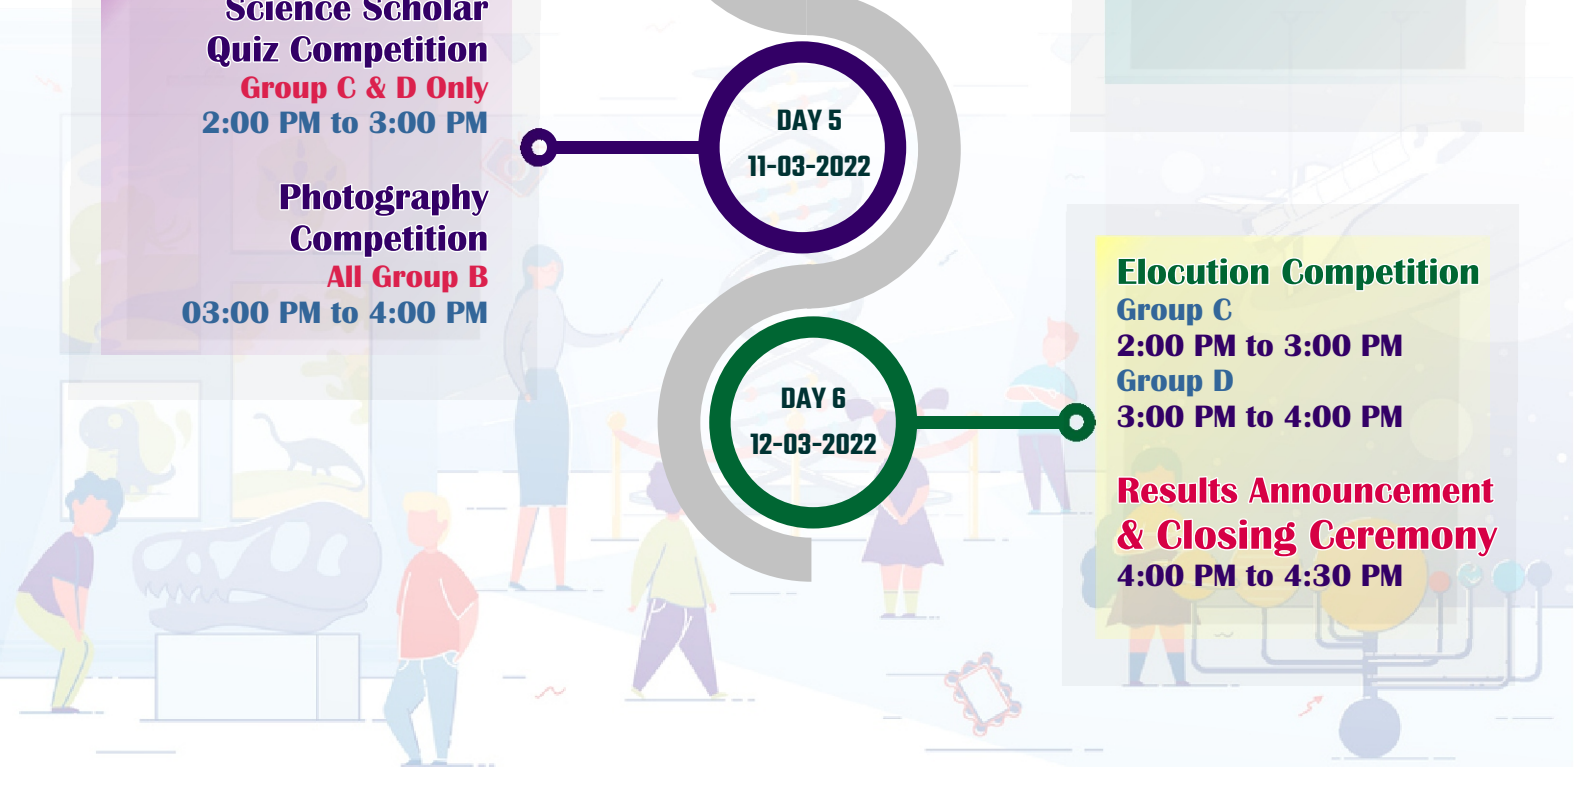 Science Scholar
Quiz Competition
Group C & D Only
2:00 PM to 3:00 PM
Photography
Competition
All Group B
03:00 PM to 4:00 PM
DAY 5
11-03-2022
DAY 6
12-03-2022
Elocution Competition
Group C
2:00 PM to 3:00 PM
Group D
3:00 PM to 4:00 PM
Results Announcement
& Closing Ceremony
4:00 PM to 4:30 PM